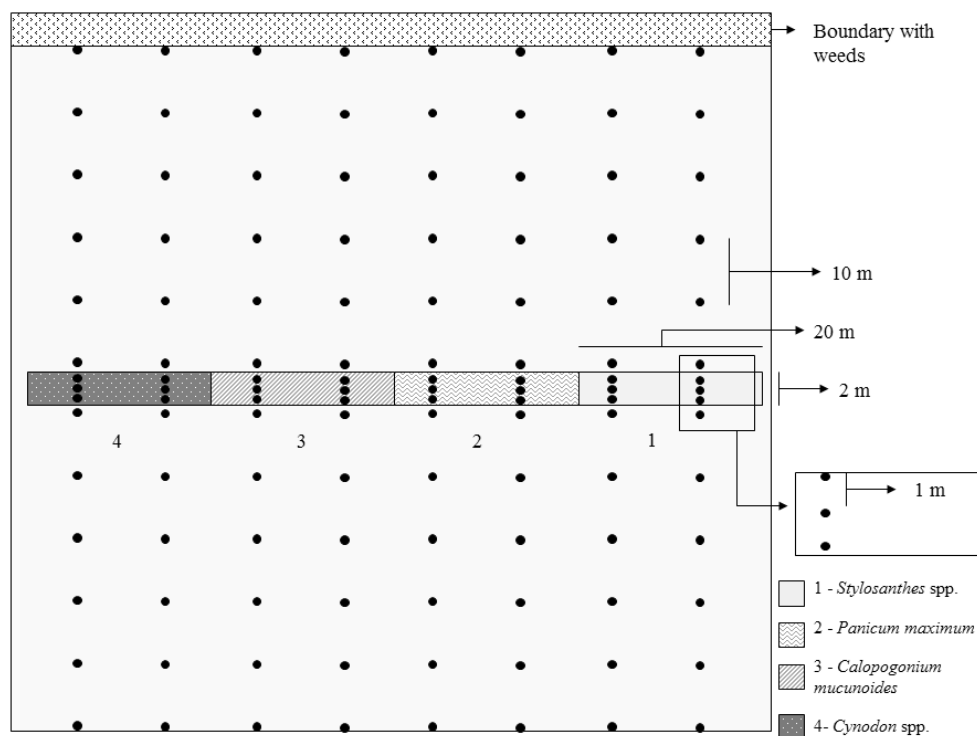 Boundary with
weeds
10 m
20 m
2 m
4
3
2
1
1 m
1 - Stylosanthes spp.
2 - Panicum maximum
3 - Calopogonium
mucunoides
4- Cynodon spp.